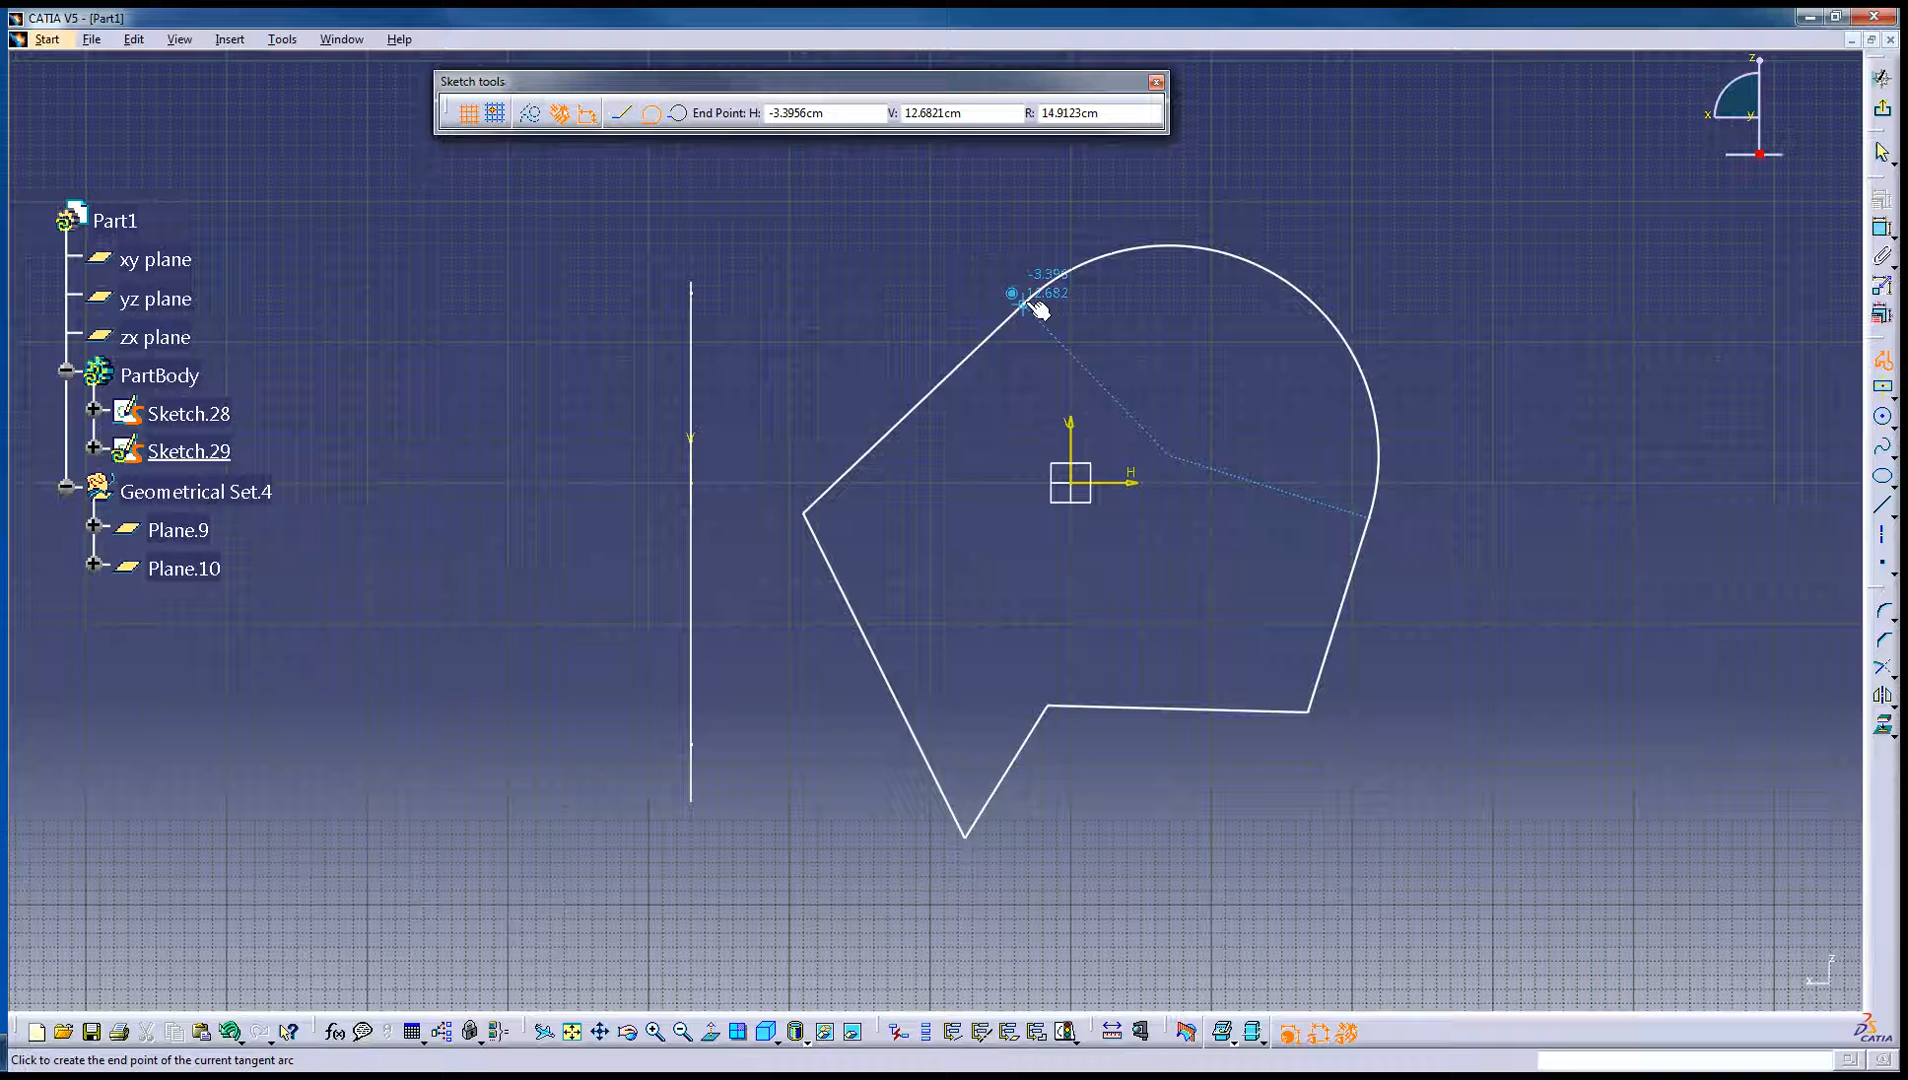 CATIA V5 - [Part1]
Start File Edit View Insert Tools Window Help
Sketch tools
End Point: H: -3.3956cm V: 12.6821cm R: 14.9123cm
z
x y
Part1
xy plane
yz plane
zx plane
PartBody
Sketch.28
Sketch.29
Geometrical Set.4
Plane.9
Plane.10
-3.396
12.682
V
V
H
z
x
f(x)
CATIA
Click to create the end point of the current tangent arc